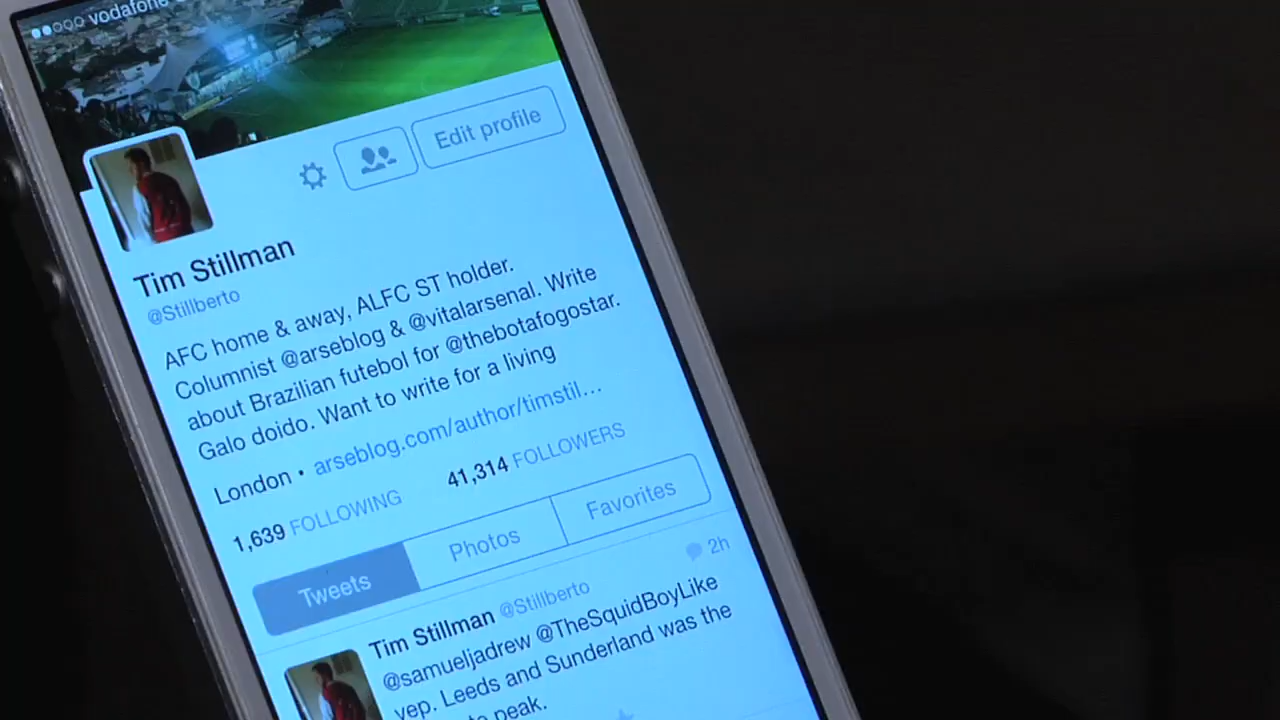 vodafone
Edit profile
Tim Stillman
@Stillberto
AFC home & away, ALFC ST holder.
Columnist @arseblog & @vitalarsenal. Write
about Brazilian futebol for @thebotafogostar.
Galo doido. Want to write for a living
London • arseblog.com/author/timstil...
1,639 FOLLOWING 41,314 FOLLOWERS
Tweets Photos Favorites
Tim Stillman @Stillberto 2h
@samueljadrew @TheSquidBoyLike
yep. Leeds and Sunderland was the
peak.